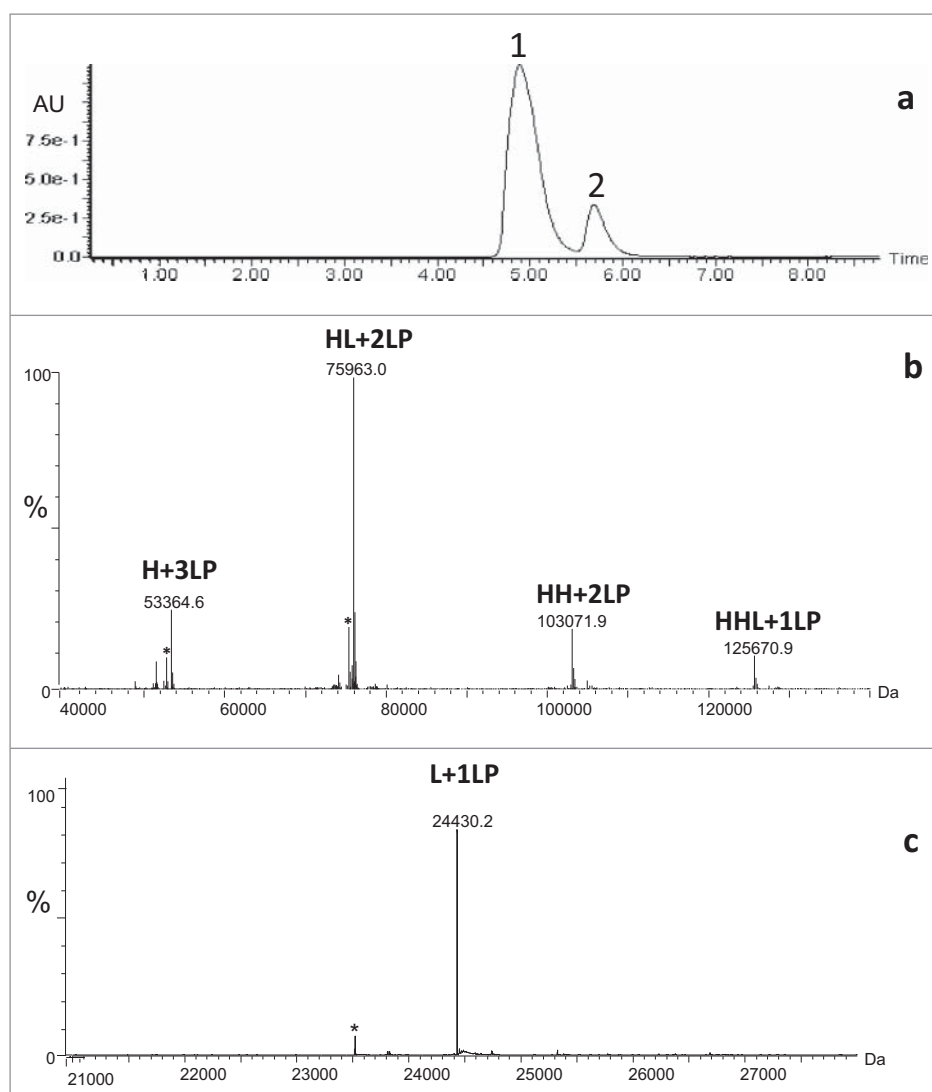 1
a
AU
7.5e-1
2
5.0e-1
2.5e-1
0.0
1.00 2.00 3.00 4.00 5.00 6.00 7.00 8.00 Time
HL+2LP
75963.0
b
100
%
H+3LP
53364.6
*
*
HH+2LP
103071.9
HHL+1LP
125670.9
0
Da
40000 60000 80000 100000 120000
L+1LP
100
24430.2
c
%
*
0
Da
21000 22000 23000 24000 25000 26000 27000